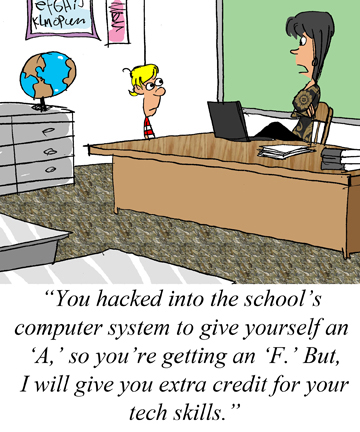 efGhij
“You hacked into the school’s
computer system to give yourself an
‘A,’ so you’re getting an ‘F.’ But,
I will give you extra credit for your
tech skills.”